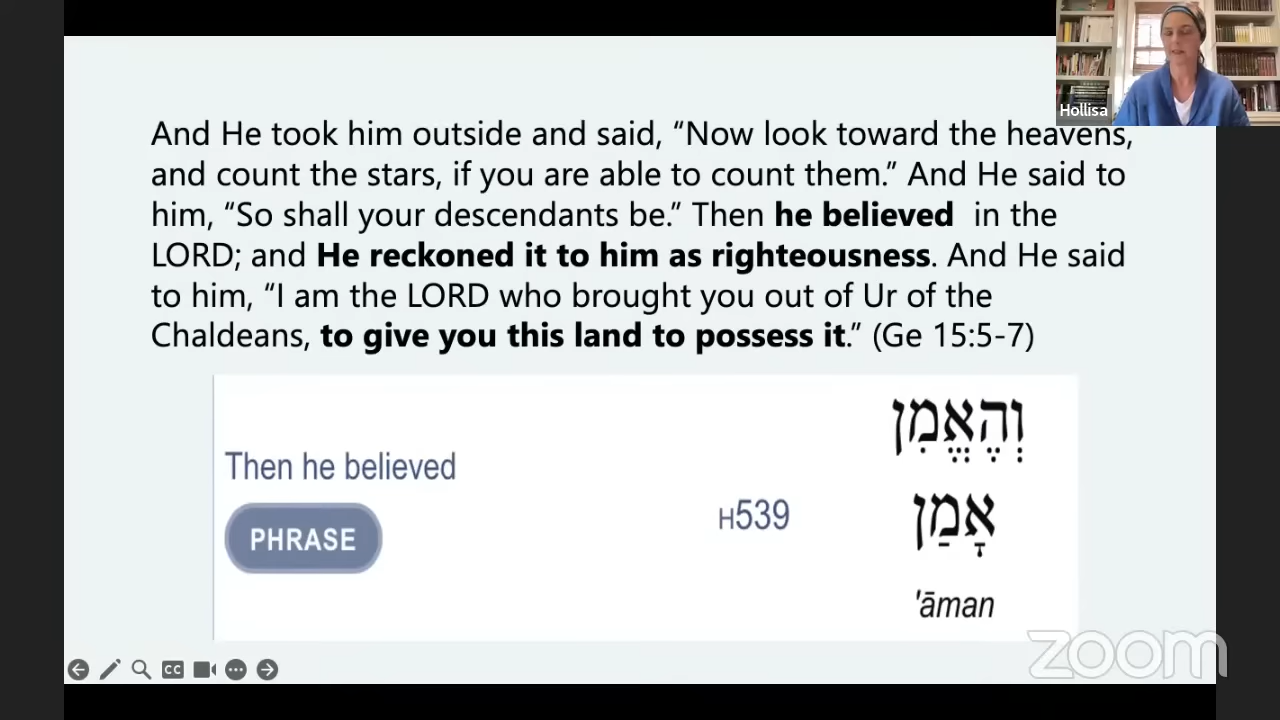 Hollisa
And He took him outside and said, “Now look toward the heavens,
and count the stars, if you are able to count them.” And He said to
him, “So shall your descendants be.” Then he believed in the
LORD; and He reckoned it to him as righteousness. And He said
to him, “I am the LORD who brought you out of Ur of the
Chaldeans, to give you this land to possess it.” (Ge 15:5-7)
וְהֶאֱמִן
Then he believed
H539
אָמַן
PHRASE
'āman
zoom
CC